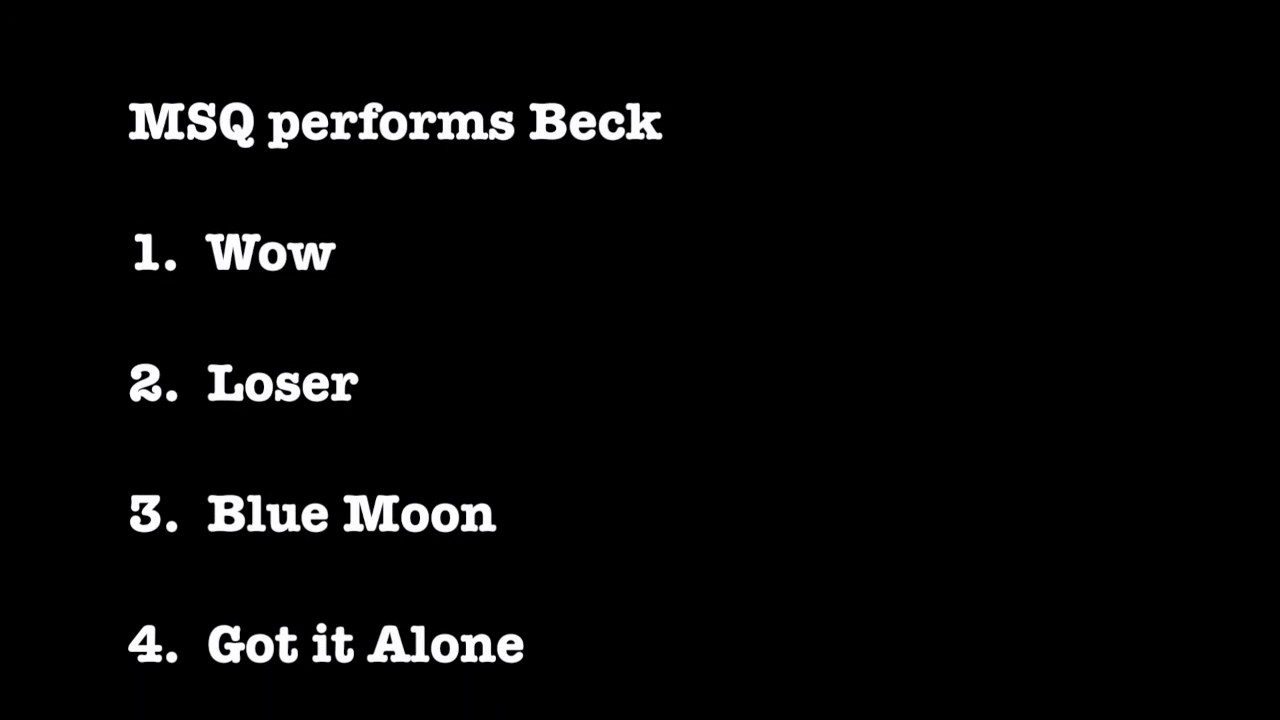 MSQ performs Beck
1. Wow
2. Loser
3. Blue Moon
4. Got it Alone